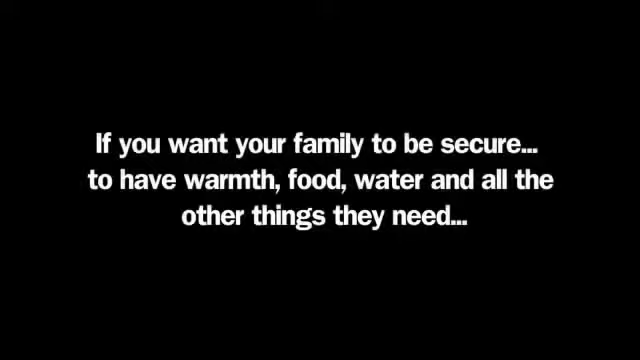 If you want your family to be secure...
to have warmth, food, water and all the
other things they need...